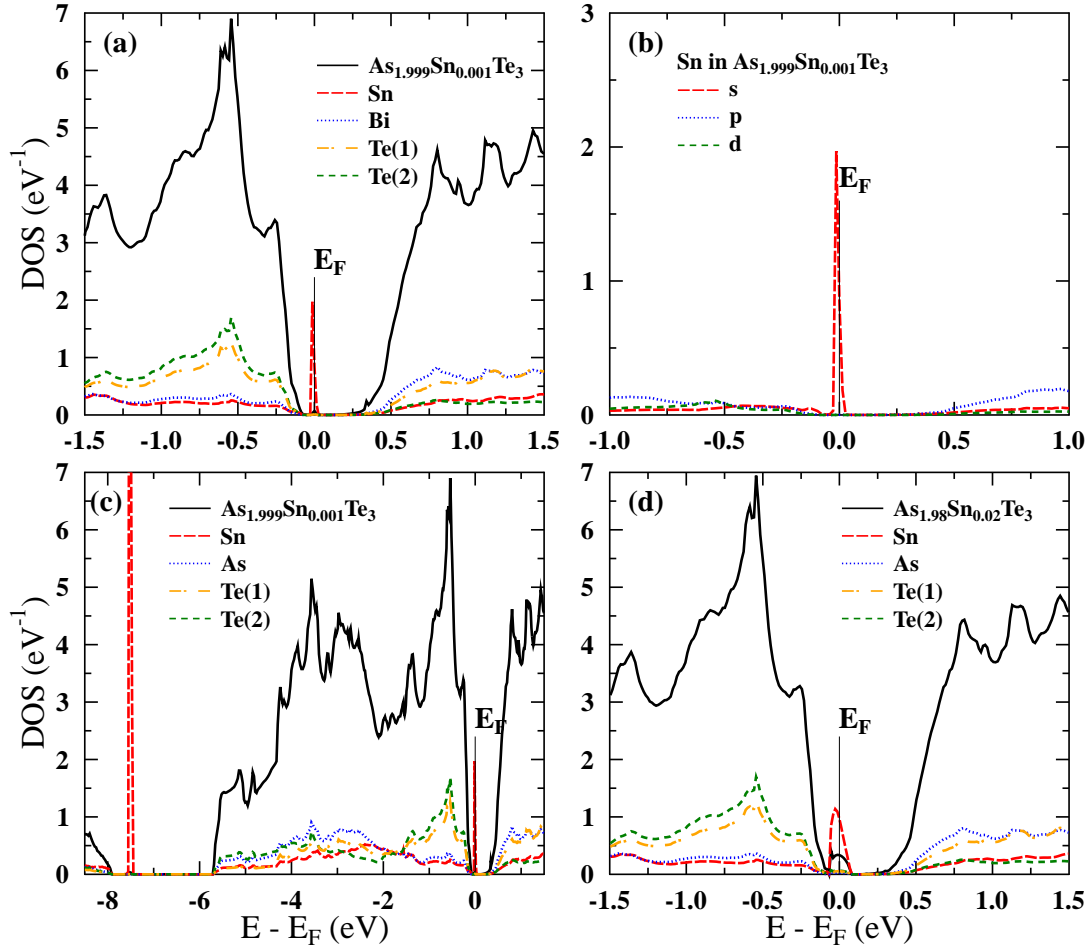 (a)
As1.999Sn0.001Te3
Sn
Bi
Te(1)
Te(2)
EF
DOS (eV-1)
0
1
2
3
4
5
6
7
-1.5
-1.0
-0.5
0.0
0.5
1.0
1.5
(b)
Sn in As1.999Sn0.001Te3
s
p
d
EF
0
1
2
3
-1.0
-0.5
0.0
0.5
1.0
(c)
As1.999Sn0.001Te3
Sn
As
Te(1)
Te(2)
EF
DOS (eV-1)
0
1
2
3
4
5
6
7
-8
-6
-4
-2
0
E - EF (eV)
(d)
As1.98Sn0.02Te3
Sn
As
Te(1)
Te(2)
EF
0
1
2
3
4
5
6
7
-1.5
-1.0
-0.5
0.0
0.5
1.0
1.5
E - EF (eV)